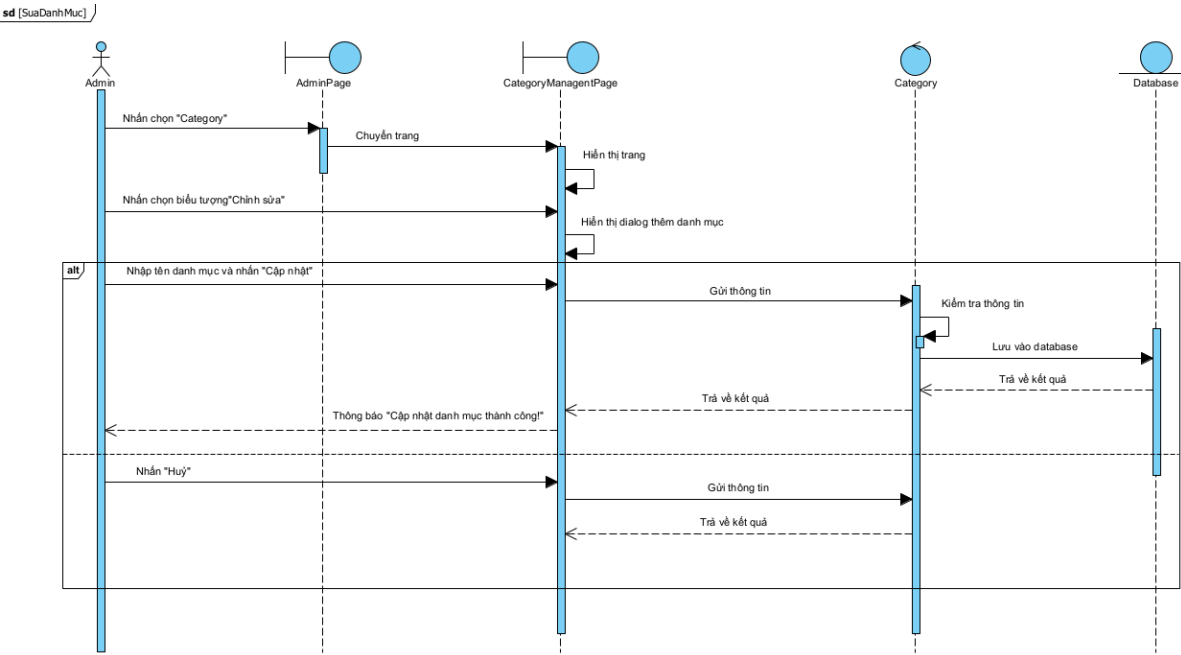 sd [SuaDanhMuc]
Admin
AdminPage
CategoryManagentPage
Category
Database
Nhấn chọn "Category"
Chuyển trang
Hiển thị trang
Nhấn chọn biểu tượng"Chỉnh sửa"
Hiển thị dialog thêm danh mục
alt
Nhập tên danh mục và nhấn "Cập nhật"
Gửi thông tin
Kiểm tra thông tin
Lưu vào database
Trả về kết quả
Trả về kết quả
Thông báo "Cập nhật danh mục thành công!"
Nhấn "Huỷ"
Gửi thông tin
Trả về kết quả